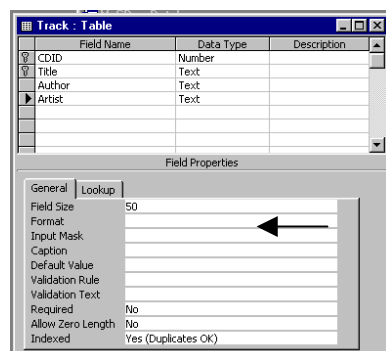 Track : Table
Field Name Data Type Description
CDID Number
Title Text
Author Text
Artist Text
Field Properties
General Lookup
Field Size 50
Format
Input Mask
Caption
Default Value
Validation Rule
Validation Text
Required No
Allow Zero Length No
Indexed Yes (Duplicates OK)